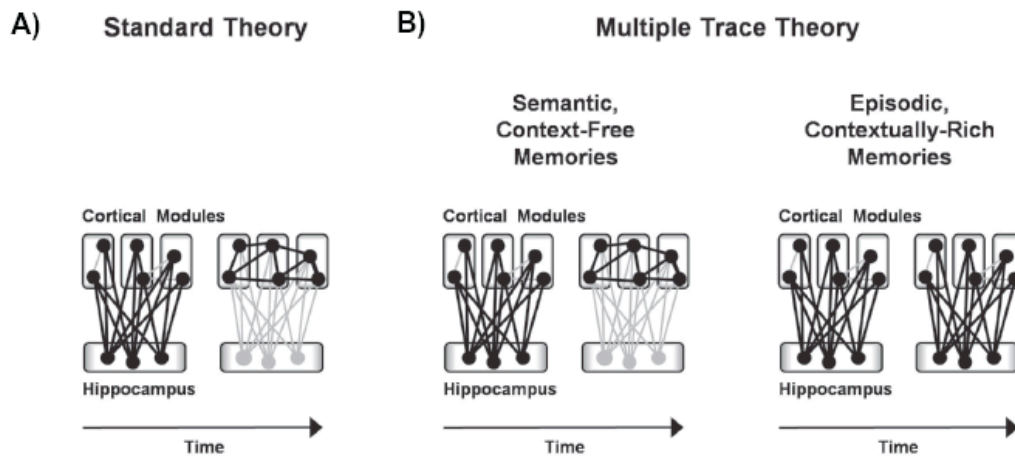 A)
Standard Theory
B)
Multiple Trace Theory
Semantic,
Context-Free
Memories
Episodic,
Contextually-Rich
Memories
Cortical Modules
Hippocampus
Time
Cortical Modules
Hippocampus
Time
Cortical Modules
Hippocampus
Time